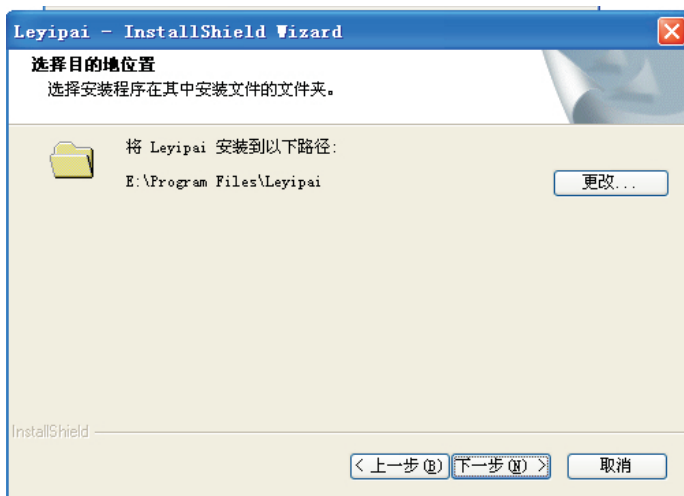 Leyipai - InstallShield Wizard
选择目的地位置
选择安装程序在其中安装文件的文件夹。
将 Leyipai 安装到以下路径:
E:\Program Files\Leyipai
更改...
InstallShield
< 上一步(B)
下一步(N) >
取消